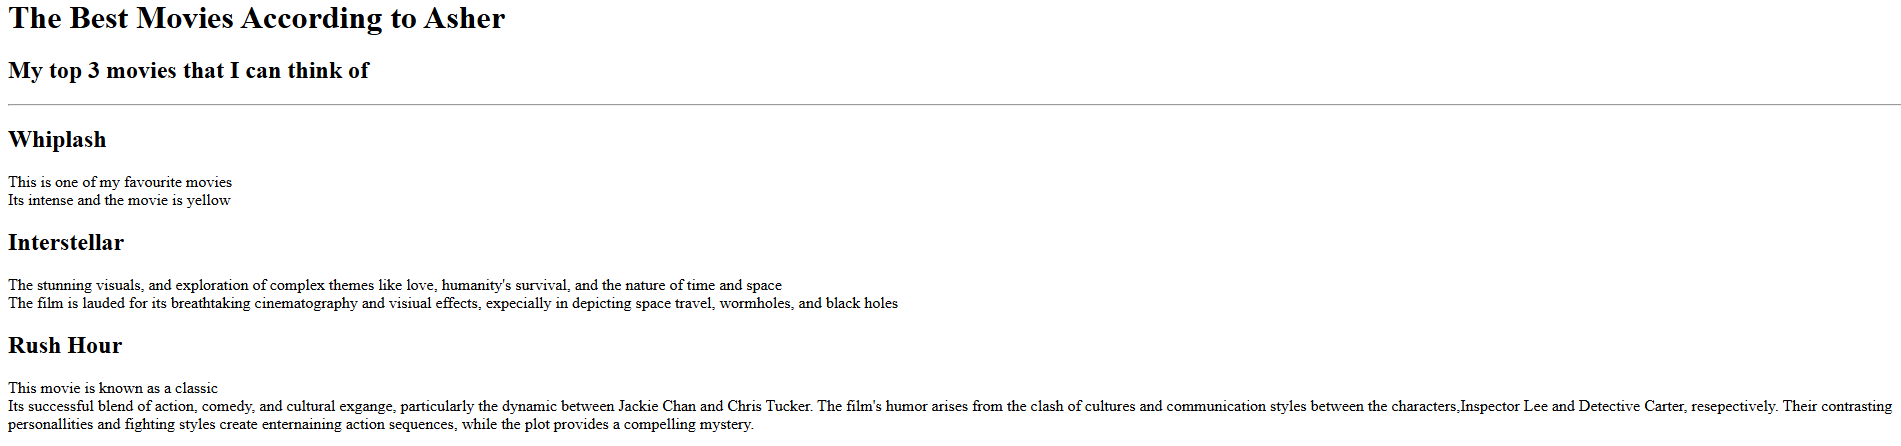 The Best Movies According to Asher
My top 3 movies that I can think of
Whiplash
This is one of my favourite movies
Its intense and the movie is yellow
Interstellar
The stunning visuals, and exploration of complex themes like love, humanity's survival, and the nature of time and space
The film is lauded for its breathtaking cinematography and visiual effects, expecially in depicting space travel, wormholes, and black holes
Rush Hour
This movie is known as a classic
Its successful blend of action, comedy, and cultural exgange, particularly the dynamic between Jackie Chan and Chris Tucker. The film's humor arises from the clash of cultures and communication styles between the characters,Inspector Lee and Detective Carter, resepectively. Their contrasting
personallities and fighting styles create enternaining action sequences, while the plot provides a compelling mystery.